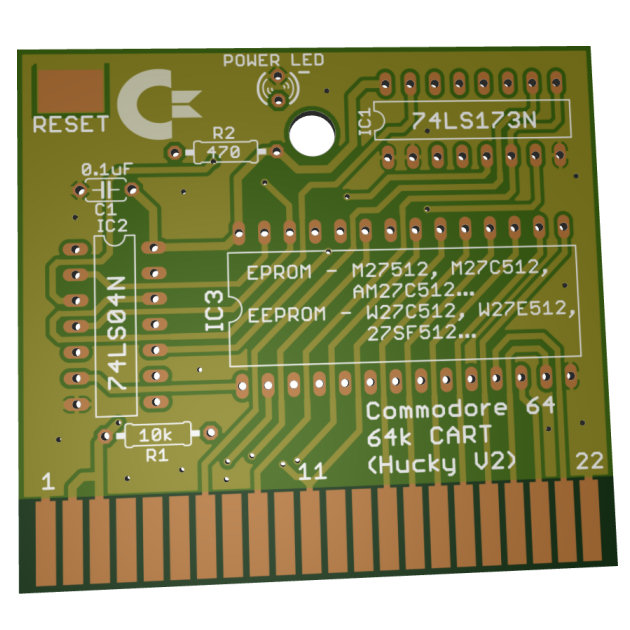 POWER LED
RESET
R2
470
IC1
74LS173N
0.1uF
C1
IC2
74LS04N
IC3
EPROM - M27512, M27C512,
AM27C512...
EEPROM - W27C512, W27E512,
27SF512...
10k
R1
Commodore 64
64k CART
(Hucky V2)
1
11
22